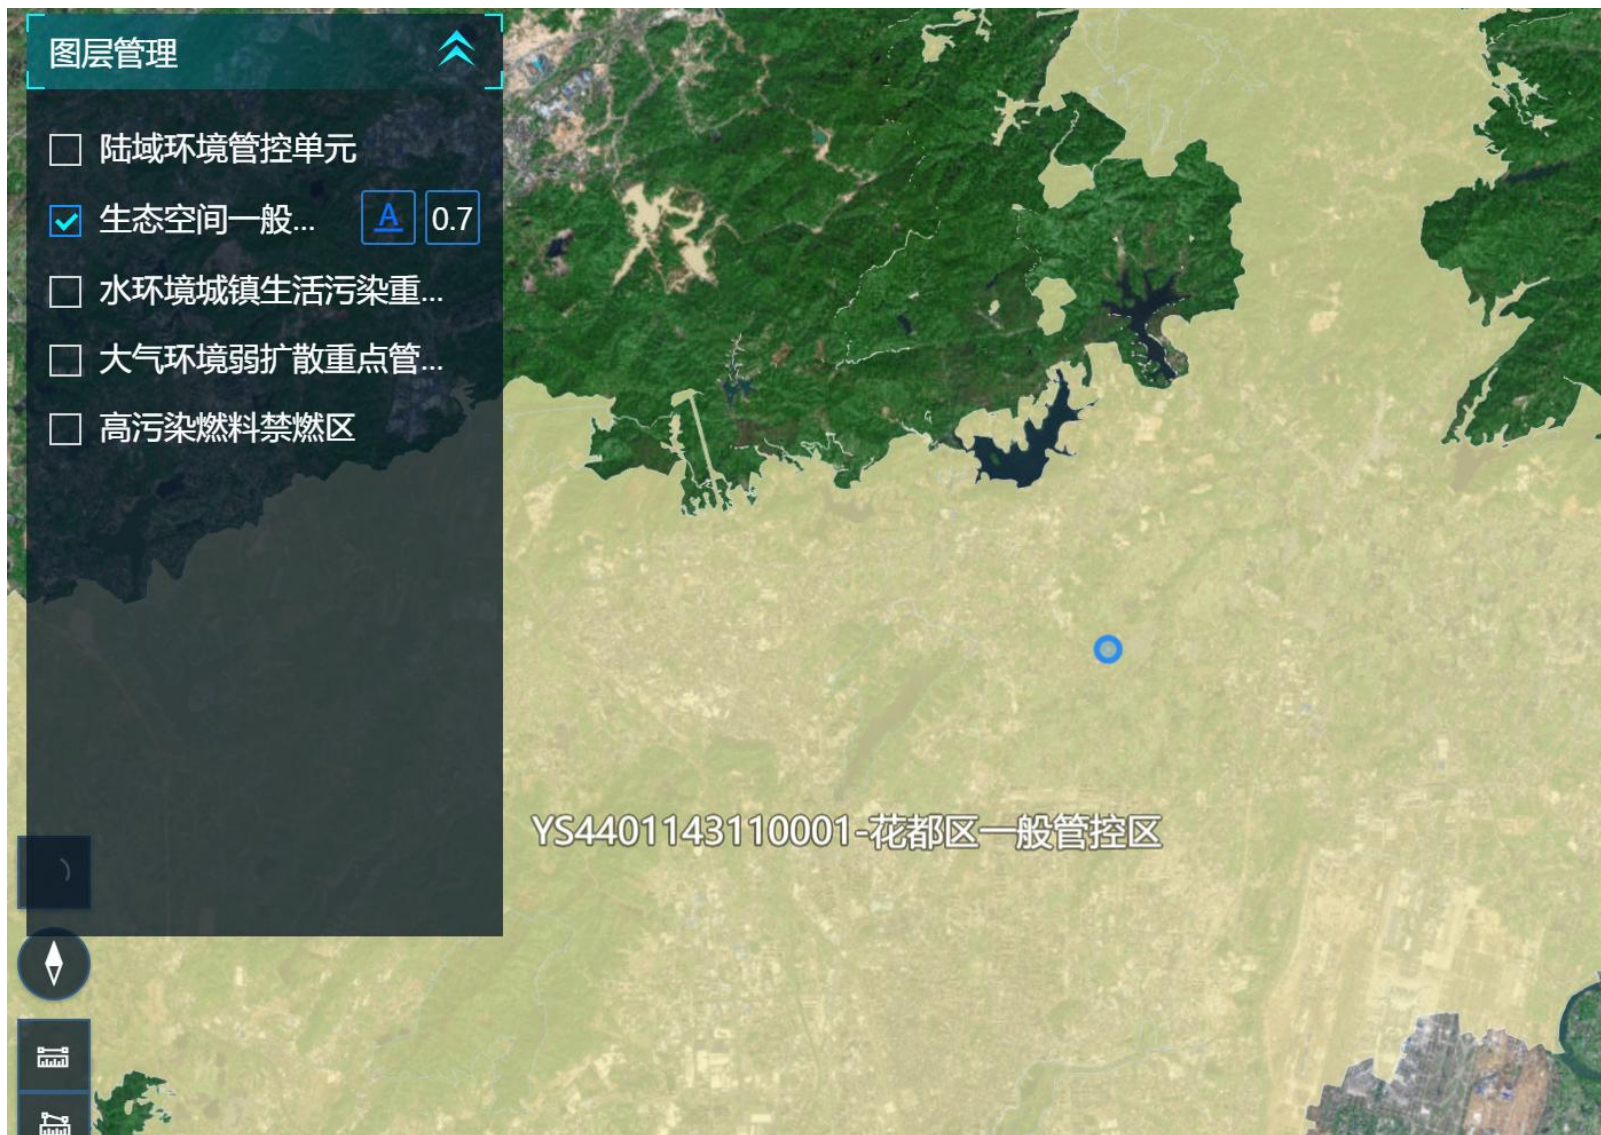 图层管理
陆域环境管控单元
生态空间一般... A 0.7
水环境城镇生活污染重...
大气环境弱扩散重点管...
高污染燃料禁燃区
YS4401143110001-花都区一般管控区